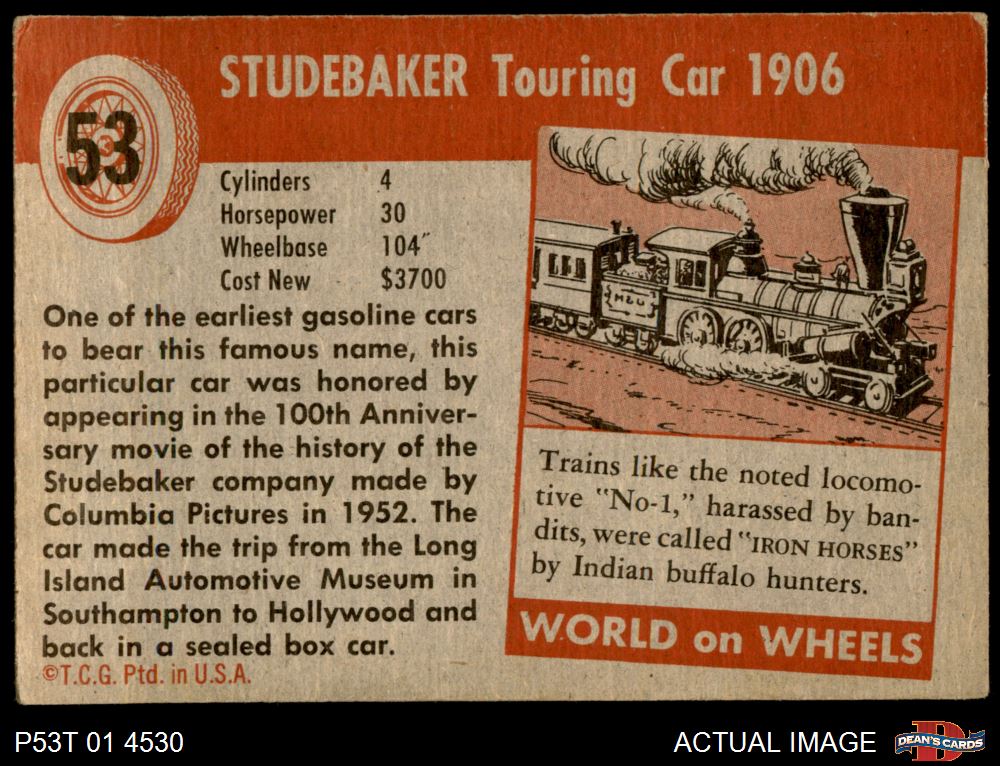 53
STUDEBAKER Touring Car 1906
Cylinders 4
Horsepower 30
Wheelbase 104"
Cost New $3700
One of the earliest gasoline cars
to bear this famous name, this
particular car was honored by
appearing in the 100th Anniver-
sary movie of the history of the
Studebaker company made by
Columbia Pictures in 1952. The
car made the trip from the Long
Island Automotive Museum in
Southampton to Hollywood and
back in a sealed box car.
©T.C.G. Ptd. in U.S.A.
Trains like the noted locomo-
tive "No-1," harassed by ban-
dits, were called "IRON HORSES"
by Indian buffalo hunters.
WORLD on WHEELS
P53T 01 4530
ACTUAL IMAGE
DEAN'S CARDS